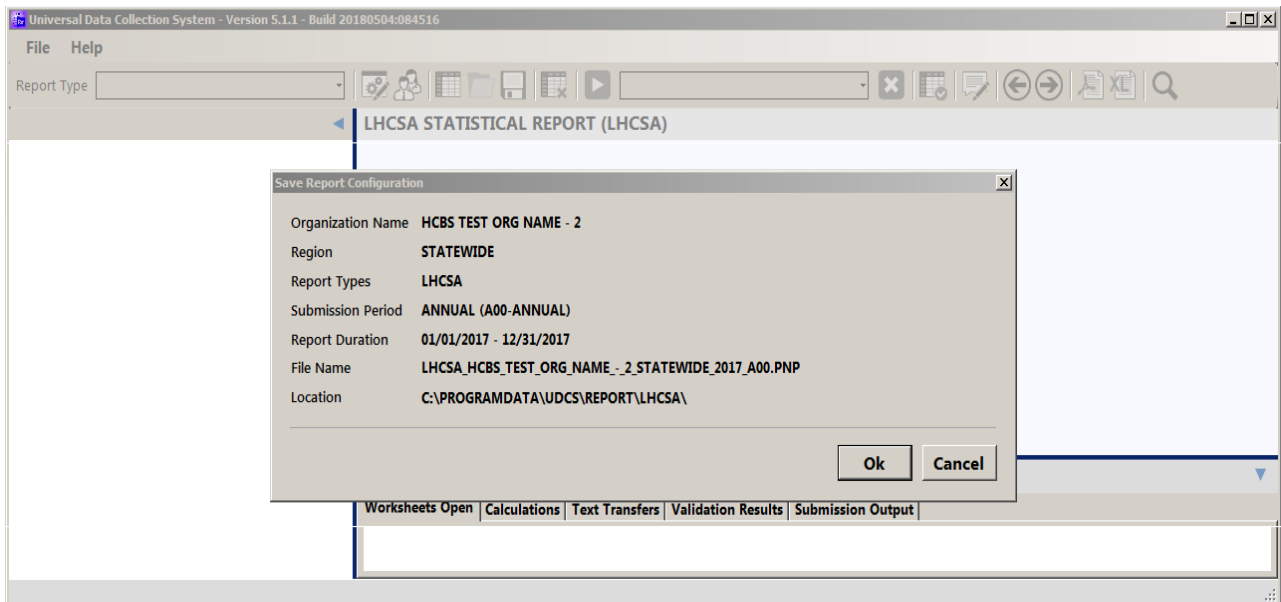 Universal Data Collection System - Version 5.1.1 - Build 20180504:084516
File Help
Report Type
LHCSA STATISTICAL REPORT (LHCSA)
Save Report Configuration
Organization Name HCBS TEST ORG NAME - 2
Region STATEWIDE
Report Types LHCSA
Submission Period ANNUAL (A00-ANNUAL)
Report Duration 01/01/2017 - 12/31/2017
File Name LHCSA_HCBS_TEST_ORG_NAME_-_2_STATEWIDE_2017_A00.PNP
Location C:\PROGRAMDATA\UDCS\REPORT\LHCSA\
Ok Cancel
Worksheets Open Calculations Text Transfers Validation Results Submission Output